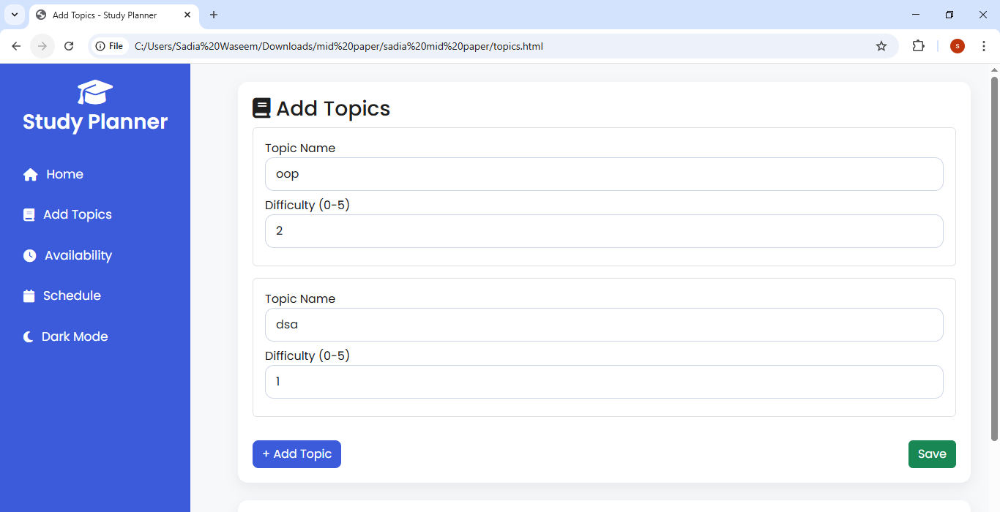 Add Topics - Study Planner
File
C:/Users/Sadia%20Waseem/Downloads/mid%20paper/sadia%20mid%20paper/topics.html
s
Study Planner
Home
Add Topics
Availability
Schedule
Dark Mode
Add Topics
Topic Name
oop
Difficulty (0-5)
2
Topic Name
dsa
Difficulty (0-5)
1
+ Add Topic
Save